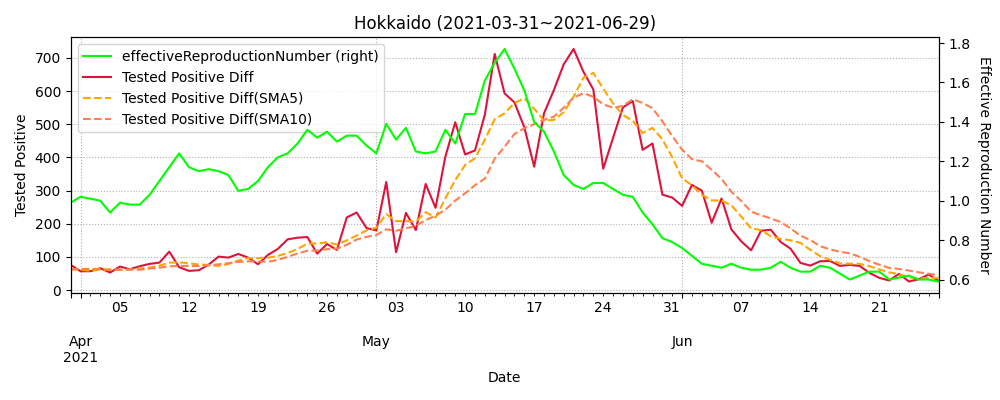 Hokkaido (2021-03-31~2021-06-29)
effectiveReproductionNumber (right)
Tested Positive Diff
Tested Positive Diff(SMA5)
Tested Positive Diff(SMA10)
Tested Positive
700
600
500
400
300
200
100
0
Effective Reproduction Number
1.8
1.6
1.4
1.2
1.0
0.8
0.6
05 12 19 26 03 10 17 24 31 07 14 21
Apr May Jun
2021
Date